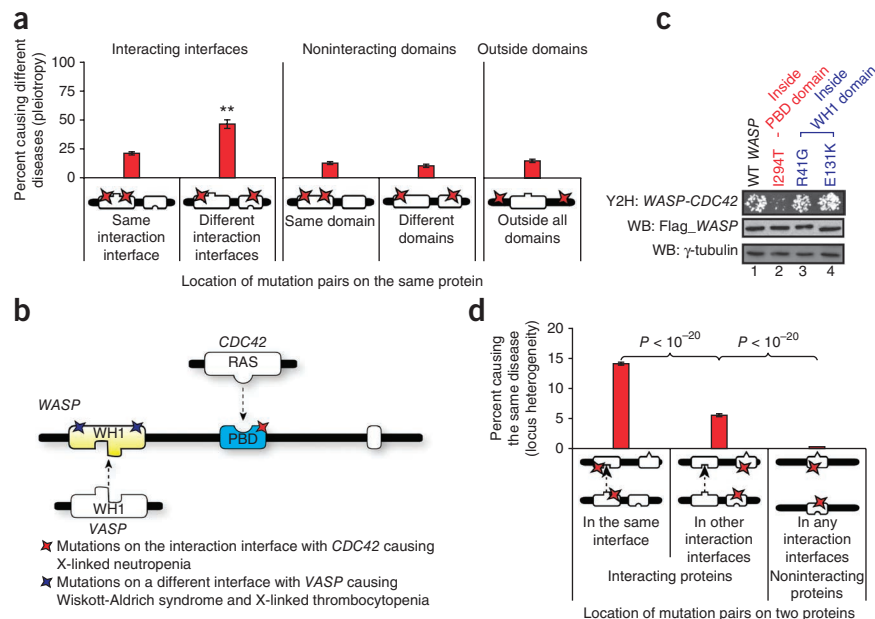 a
Interacting interfaces
Noninteracting domains
Outside domains
Percent causing different
diseases (pleiotropy)
100
75
50
25
0
**
Same
interaction
interface
Different
interaction
interfaces
Same domain
Different
domains
Outside all
domains
Location of mutation pairs on the same protein
b
CDC42
RAS
WASP
WH1
PBD
WH1
VASP
Mutations on the interaction interface with CDC42 causing
X-linked neutropenia
Mutations on a different interface with VASP causing
Wiskott-Aldrich syndrome and X-linked thrombocytopenia
c
WT WASP
I294T - Inside
PBD domain
R41G
E131K
Inside
WH1 domain
Y2H: WASP-CDC42
WB: Flag_WASP
WB: γ-tubulin
1 2 3 4
d
Percent causing
the same disease
(locus heterogeneity)
20
15
10
5
0
P < 10⁻²⁰
P < 10⁻²⁰
In the same
interface
In other
interaction
interfaces
In any
interaction
interfaces
Interacting proteins
Noninteracting
proteins
Location of mutation pairs on two proteins